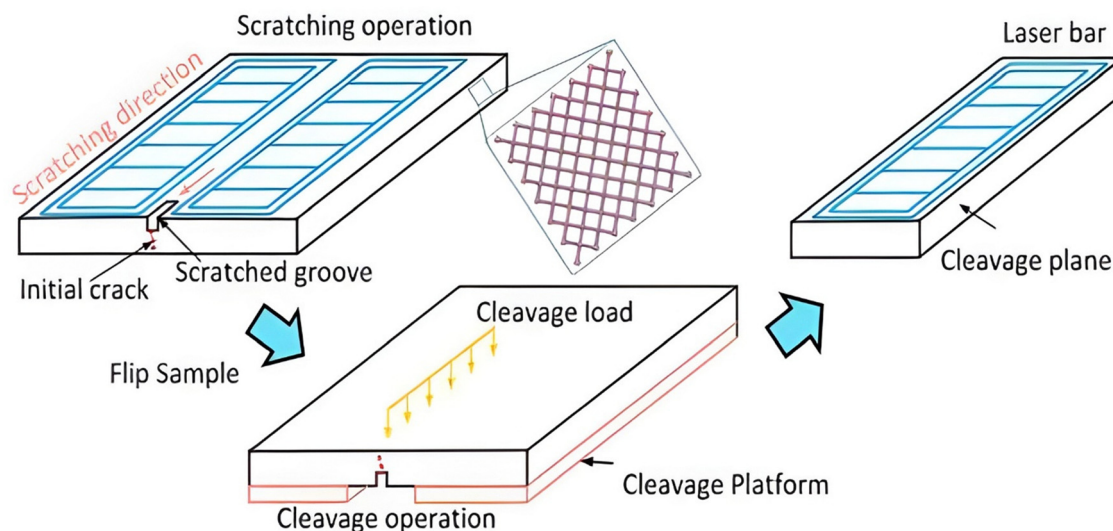 Scratching operation
Laser bar
Scratching direction
Initial crack
Scratched groove
Cleavage plane
Flip Sample
Cleavage load
Cleavage Platform
Cleavage operation